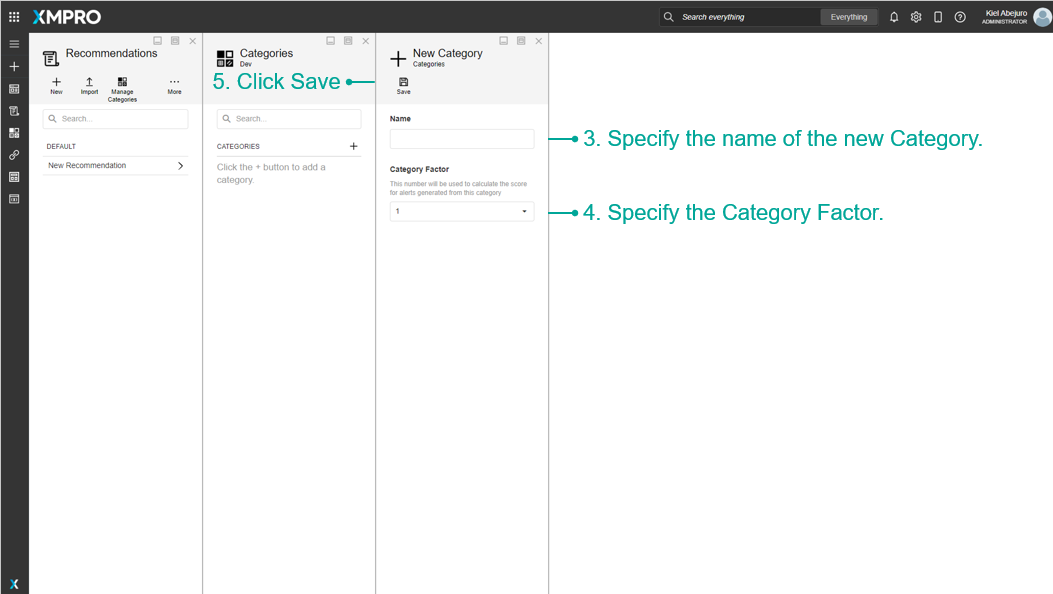 XMPRO
Search everything
Everything
Kiel Abejuro
ADMINISTRATOR
Recommendations
New
Import
Manage
Categories
More
Search...
DEFAULT
New Recommendation
Categories
Dev
5. Click Save
Search...
CATEGORIES
Click the + button to add a
category.
New Category
Categories
Save
Name
Category Factor
This number will be used to calculate the score
for alerts generated from this category
1
3. Specify the name of the new Category.
4. Specify the Category Factor.